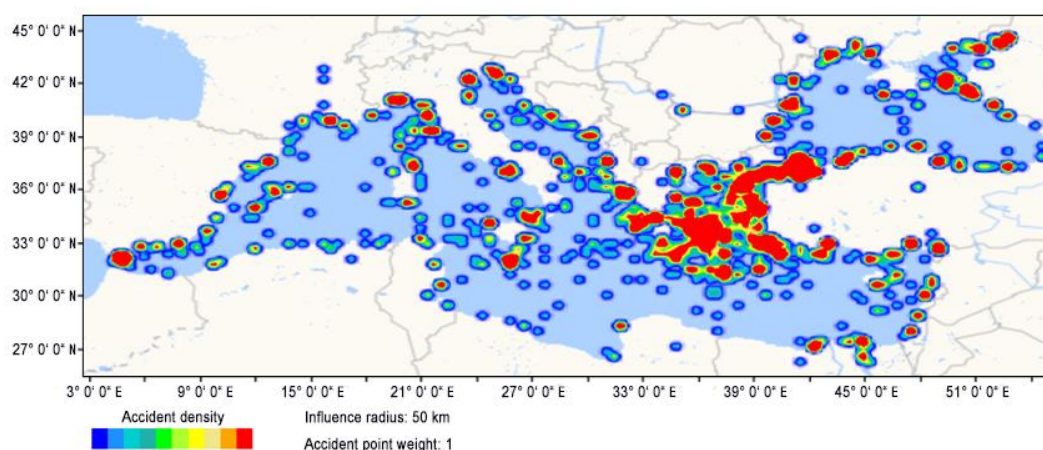 45° 0' 0" N
42° 0' 0" N
39° 0' 0" N
36° 0' 0" N
33° 0' 0" N
30° 0' 0" N
27° 0' 0" N
3° 0' 0" E 9° 0' 0" E 15° 0' 0" E 21° 0' 0" E 27° 0' 0" E 33° 0' 0" E 39° 0' 0" E 45° 0' 0" E 51° 0' 0" E
Accident density Influence radius: 50 km
Accident point weight: 1